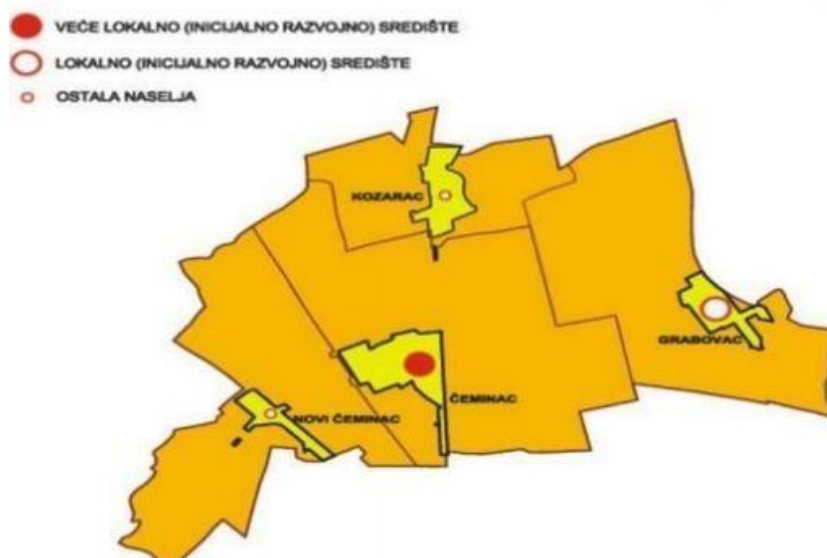 VEĆE LOKALNO (INICIJALNO RAZVOJNO) SREDIŠTE
LOKALNO (INICIJALNO RAZVOJNO) SREDIŠTE
OSTALA NASELJA
KOZARAC
GRABOVAC
ČEMINAC
NOVI ČEMINAC